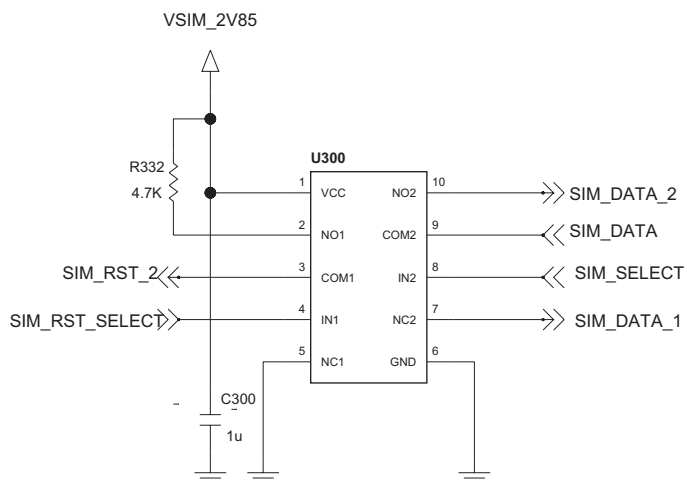 VSIM_2V85
U300
R332
4.7K
1 VCC NO2 10 SIM_DATA_2
2 NO1 COM2 9 SIM_DATA
SIM_RST_2 3 COM1 IN2 8 SIM_SELECT
SIM_RST_SELECT 4 IN1 NC2 7 SIM_DATA_1
5 NC1 GND 6
C300
1u